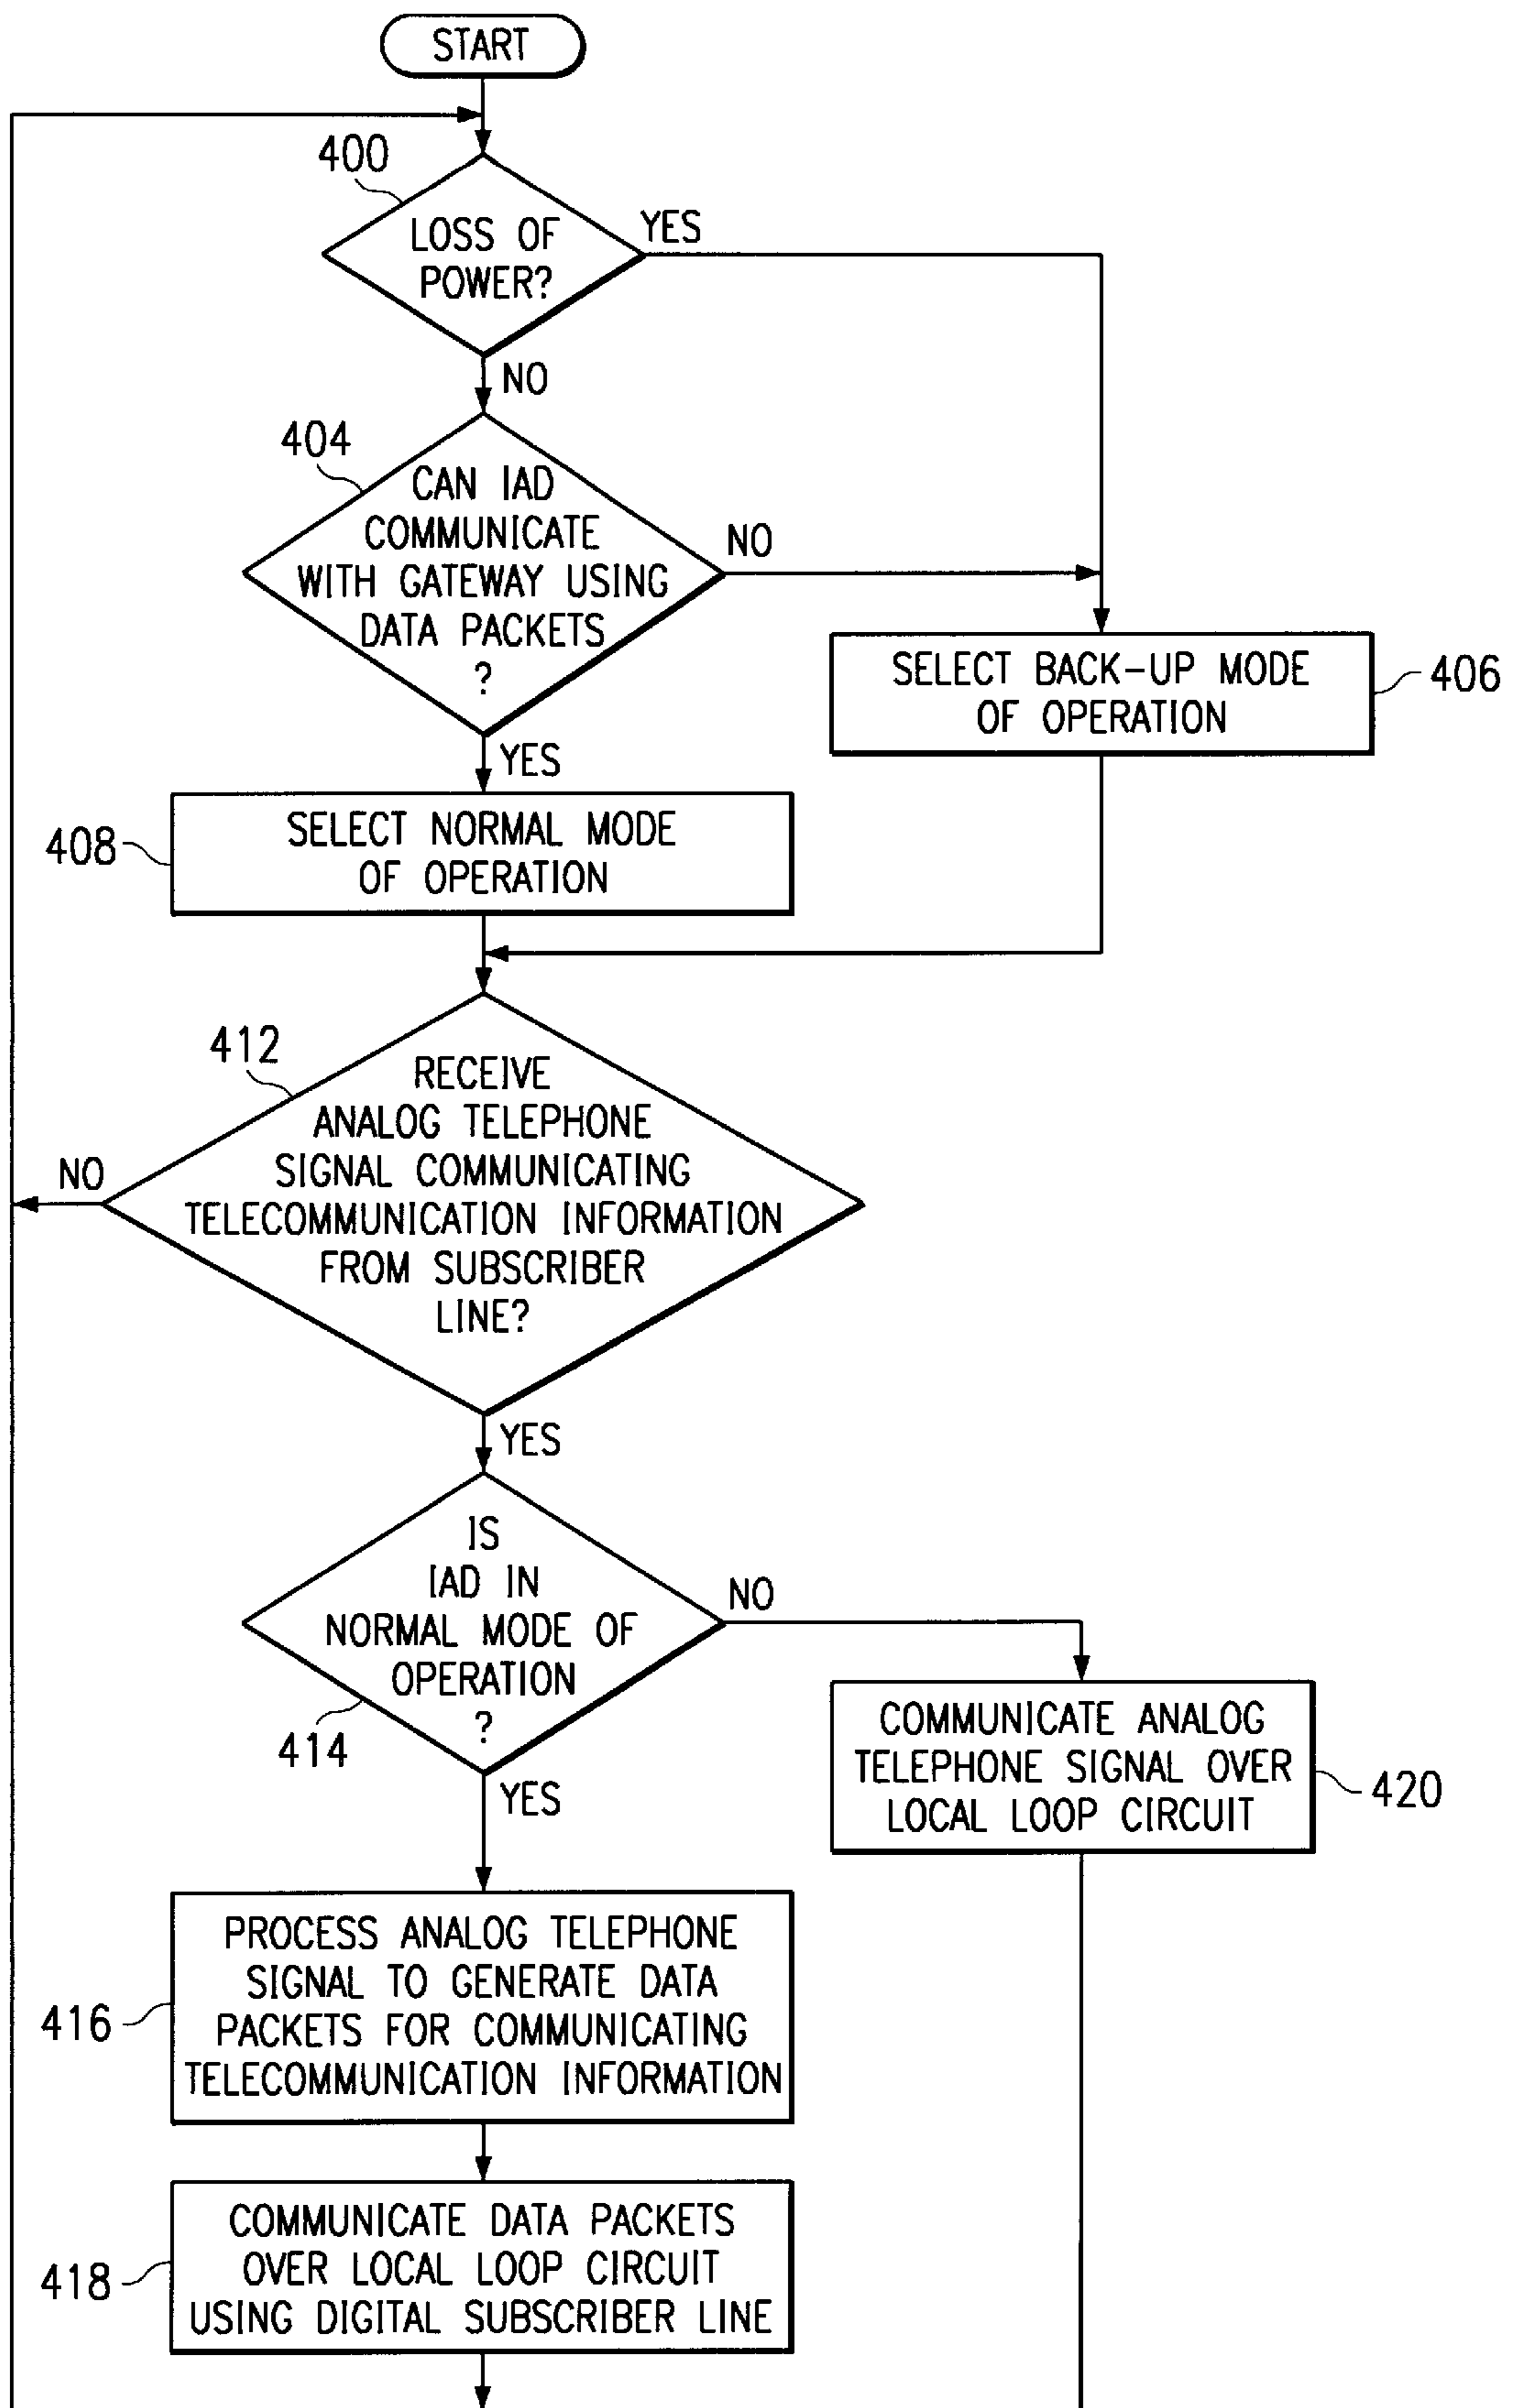 START
400
LOSS OF
POWER?
YES
NO
404
CAN IAD
COMMUNICATE
WITH GATEWAY USING
DATA PACKETS
?
NO
YES
SELECT BACK-UP MODE
OF OPERATION
406
408
SELECT NORMAL MODE
OF OPERATION
412
RECEIVE
ANALOG TELEPHONE
SIGNAL COMMUNICATING
TELECOMMUNICATION INFORMATION
FROM SUBSCRIBER
LINE?
NO
YES
IS
IAD IN
NORMAL MODE OF
OPERATION
?
414
NO
YES
COMMUNICATE ANALOG
TELEPHONE SIGNAL OVER
LOCAL LOOP CIRCUIT
420
416
PROCESS ANALOG TELEPHONE
SIGNAL TO GENERATE DATA
PACKETS FOR COMMUNICATING
TELECOMMUNICATION INFORMATION
418
COMMUNICATE DATA PACKETS
OVER LOCAL LOOP CIRCUIT
USING DIGITAL SUBSCRIBER LINE